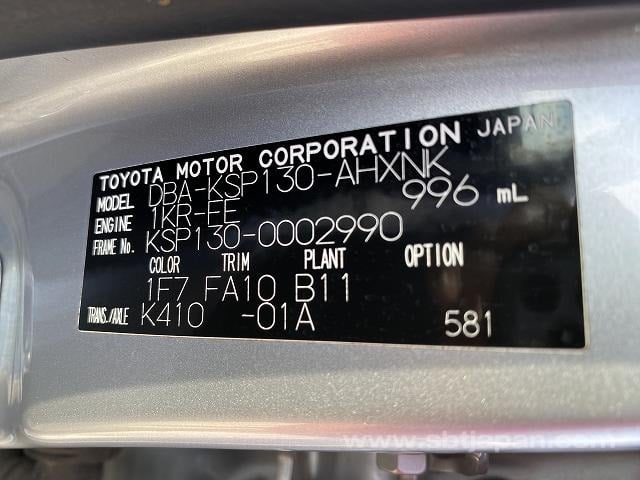 TOYOTA MOTOR CORPORATION JAPAN
MODEL DBA-KSP130-AHXNK
ENGINE 1KR-FE 996 mL
FRAME No. KSP130-0002990
COLOR TRIM PLANT OPTION
1F7 FA10 B11
TRANS./AXLE K410 -01A 581
www.sbtjapan.com